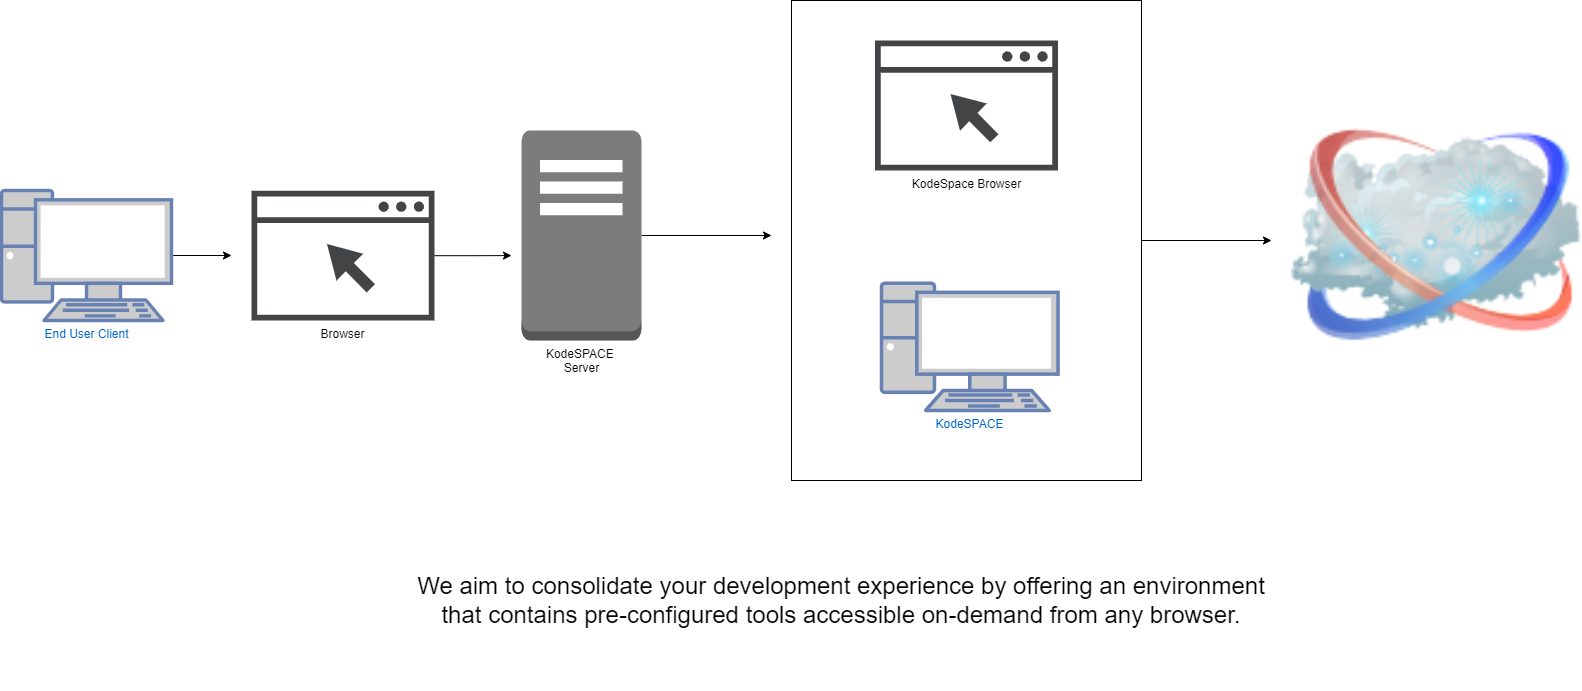 KodeSpace Browser
End User Client
Browser
KodeSPACE
Server
KodeSPACE
We aim to consolidate your development experience by offering an environment
that contains pre-configured tools accessible on-demand from any browser.